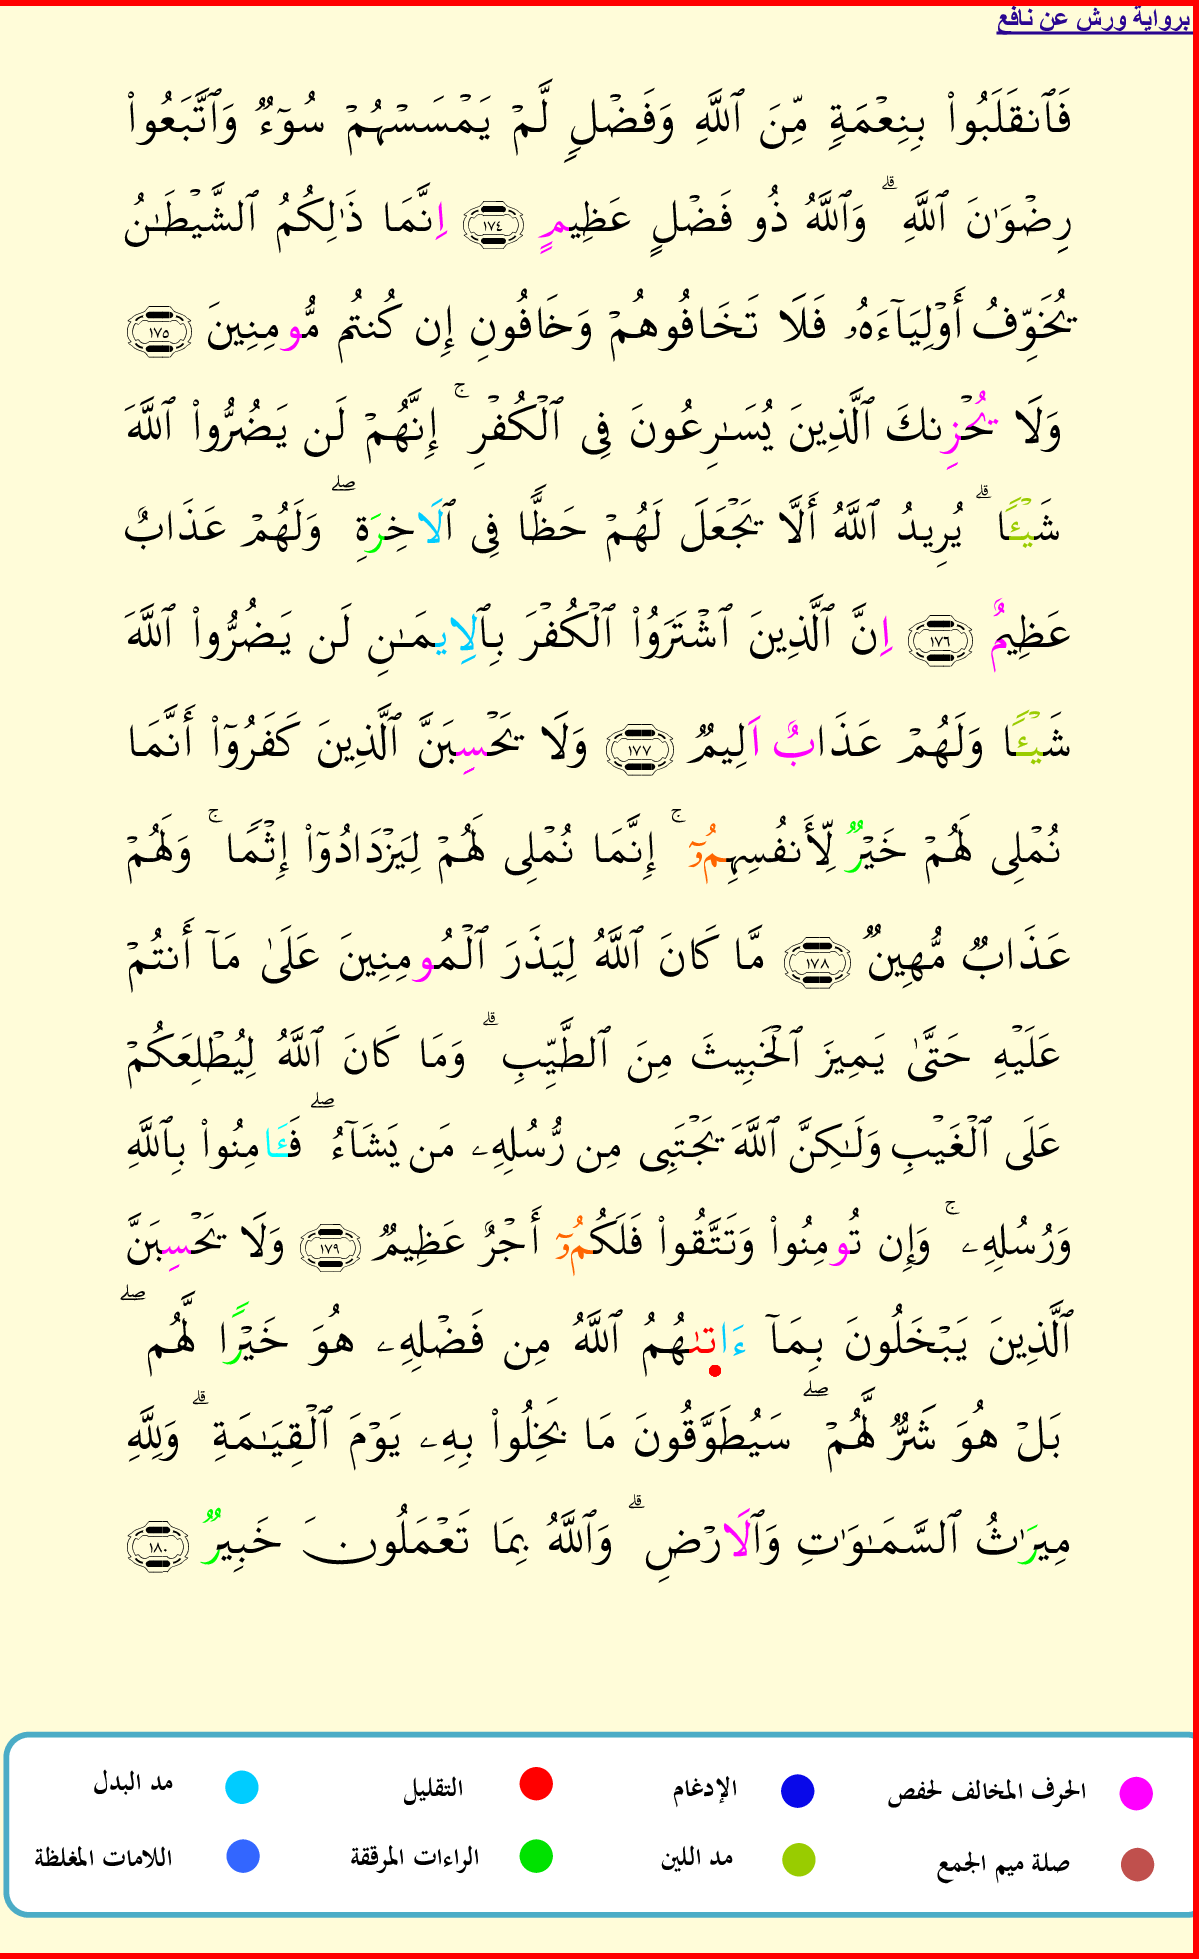 برواية ورش عن نافع
فَٱنقَلَبُوا۟ بِنِعْمَةٍ مِّنَ ٱللَّهِ وَفَضْلٍ لَّمْ يَمْسَسْهُمْ سُوٓءٌ وَٱتَّبَعُوا۟
رِضْوَٰنَ ٱللَّهِ ۗ وَٱللَّهُ ذُو فَضْلٍ عَظِيمٍ ١٧٤ اِنَّمَا ذَٰلِكُمُ ٱلشَّيْطَـٰنُ
يُخَوِّفُ أَوْلِيَآءَهُۥ فَلَا تَخَافُوهُمْ وَخَافُونِ إِن كُنتُم مُّومِنِينَ ١٧٥
وَلَا يُحْزِنكَ ٱلَّذِينَ يُسَـٰرِعُونَ فِى ٱلْكُفْرِ ۚ إِنَّهُمْ لَن يَضُرُّوا۟ ٱللَّهَ
شَيْـًٔا ۗ يُرِيدُ ٱللَّهُ أَلَّا يَجْعَلَ لَهُمْ حَظًّا فِى ٱلَاخِرَةِ ۖ وَلَهُمْ عَذَابٌ
عَظِيمٌ ١٧٦ اِنَّ ٱلَّذِينَ ٱشْتَرَوُا۟ ٱلْكُفْرَ بِٱلِايمَـٰنِ لَن يَضُرُّوا۟ ٱللَّهَ
شَيْـًٔا وَلَهُمْ عَذَابٌ اَلِيمٌ ١٧٧ وَلَا يَحْسِبَنَّ ٱلَّذِينَ كَفَرُوٓا۟ أَنَّمَا
نُمْلِى لَهُمْ خَيْرٌ لِّأَنفُسِهِمُۥٓ ۚ إِنَّمَا نُمْلِى لَهُمْ لِيَزْدَادُوٓا۟ إِثْمًا ۚ وَلَهُمْ
عَذَابٌ مُّهِينٌ ١٧٨ مَّا كَانَ ٱللَّهُ لِيَذَرَ ٱلْمُومِنِينَ عَلَىٰ مَآ أَنتُمْ
عَلَيْهِ حَتَّىٰ يَمِيزَ ٱلْخَبِيثَ مِنَ ٱلطَّيِّبِ ۗ وَمَا كَانَ ٱللَّهُ لِيُطْلِعَكُمْ
عَلَى ٱلْغَيْبِ وَلَـٰكِنَّ ٱللَّهَ يَجْتَبِى مِن رُّسُلِهِۦ مَن يَشَآءُ ۖ فَـَٔامِنُوا۟ بِٱللَّهِ
وَرُسُلِهِۦ ۚ وَإِن تُومِنُوا۟ وَتَتَّقُوا۟ فَلَكُمُۥٓ أَجْرٌ عَظِيمٌ ١٧٩ وَلَا يَحْسِبَنَّ
ٱلَّذِينَ يَبْخَلُونَ بِمَآ ءَاتىٰهُمُ ٱللَّهُ مِن فَضْلِهِۦ هُوَ خَيْرًا لَّهُم ۖ
بَلْ هُوَ شَرٌّ لَّهُمْ ۖ سَيُطَوَّقُونَ مَا بَخِلُوا۟ بِهِۦ يَوْمَ ٱلْقِيَـٰمَةِ ۗ وَلِلَّهِ
مِيرَٰثُ ٱلسَّمَـٰوَٰتِ وَٱلَارْضِ ۗ وَٱللَّهُ بِمَا تَعْمَلُونَ خَبِيرٌ ١٨٠
الحرف المخالف لحفص الإدغام التقليل مد البدل
صلة ميم الجمع مد اللين الراءات المرققة اللامات المغلظة